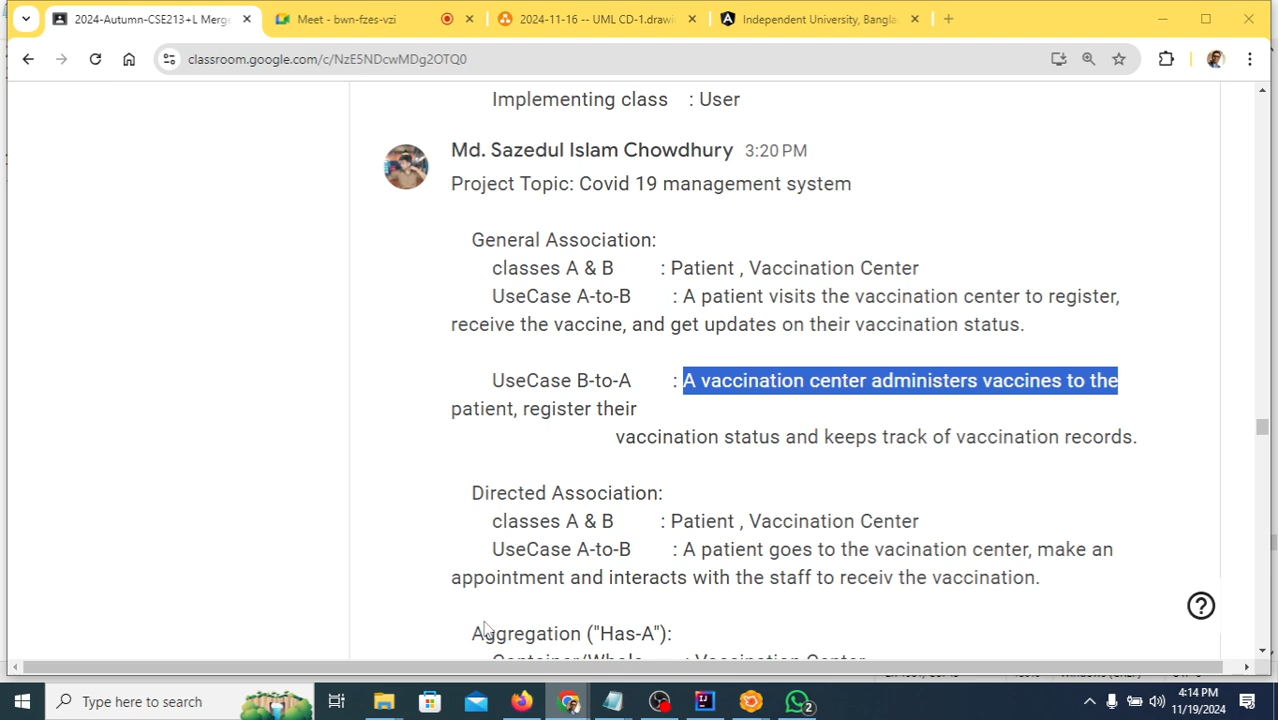 2024-Autumn-CSE213+L Merge
Meet - bwn-fzes-vzi
2024-11-16 -- UML CD-1.drawi
Independent University, Bangla
classroom.google.com/c/NzE5NDcwMDg2OTQ0
Implementing class : User
Md. Sazedul Islam Chowdhury 3:20 PM
Project Topic: Covid 19 management system
General Association:
classes A & B : Patient , Vaccination Center
UseCase A-to-B : A patient visits the vaccination center to register,
receive the vaccine, and get updates on their vaccination status.
UseCase B-to-A : A vaccination center administers vaccines to the
patient, register their
vaccination status and keeps track of vaccination records.
Directed Association:
classes A & B : Patient , Vaccination Center
UseCase A-to-B : A patient goes to the vacination center, make an
appointment and interacts with the staff to receiv the vaccination.
Aggregation ("Has-A"):
Container/Whole : Vaccination Center
Type here to search
2
4:14 PM
11/19/2024